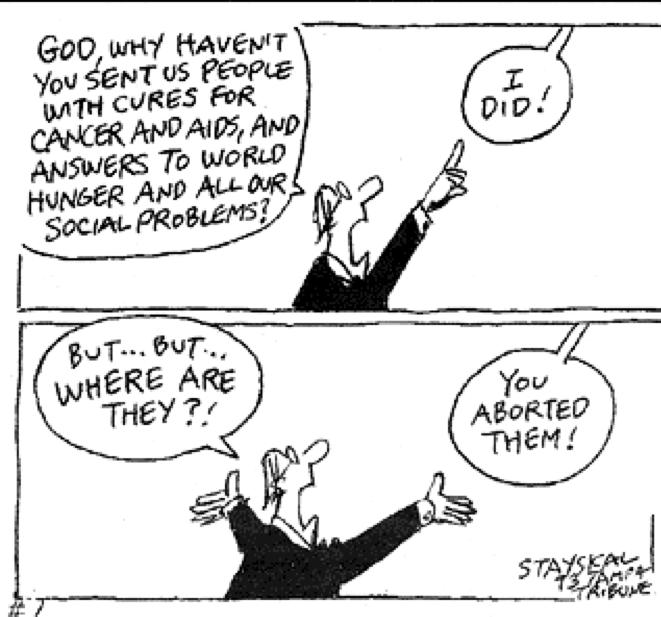 GOD, WHY HAVEN'T
YOU SENT US PEOPLE
WITH CURES FOR
CANCER AND AIDS, AND
ANSWERS TO WORLD
HUNGER AND ALL OUR
SOCIAL PROBLEMS?
I
DID!
BUT... BUT...
WHERE ARE
THEY?!
YOU
ABORTED
THEM!
STAYSKAL
TAMPA
TRIBUNE
#7